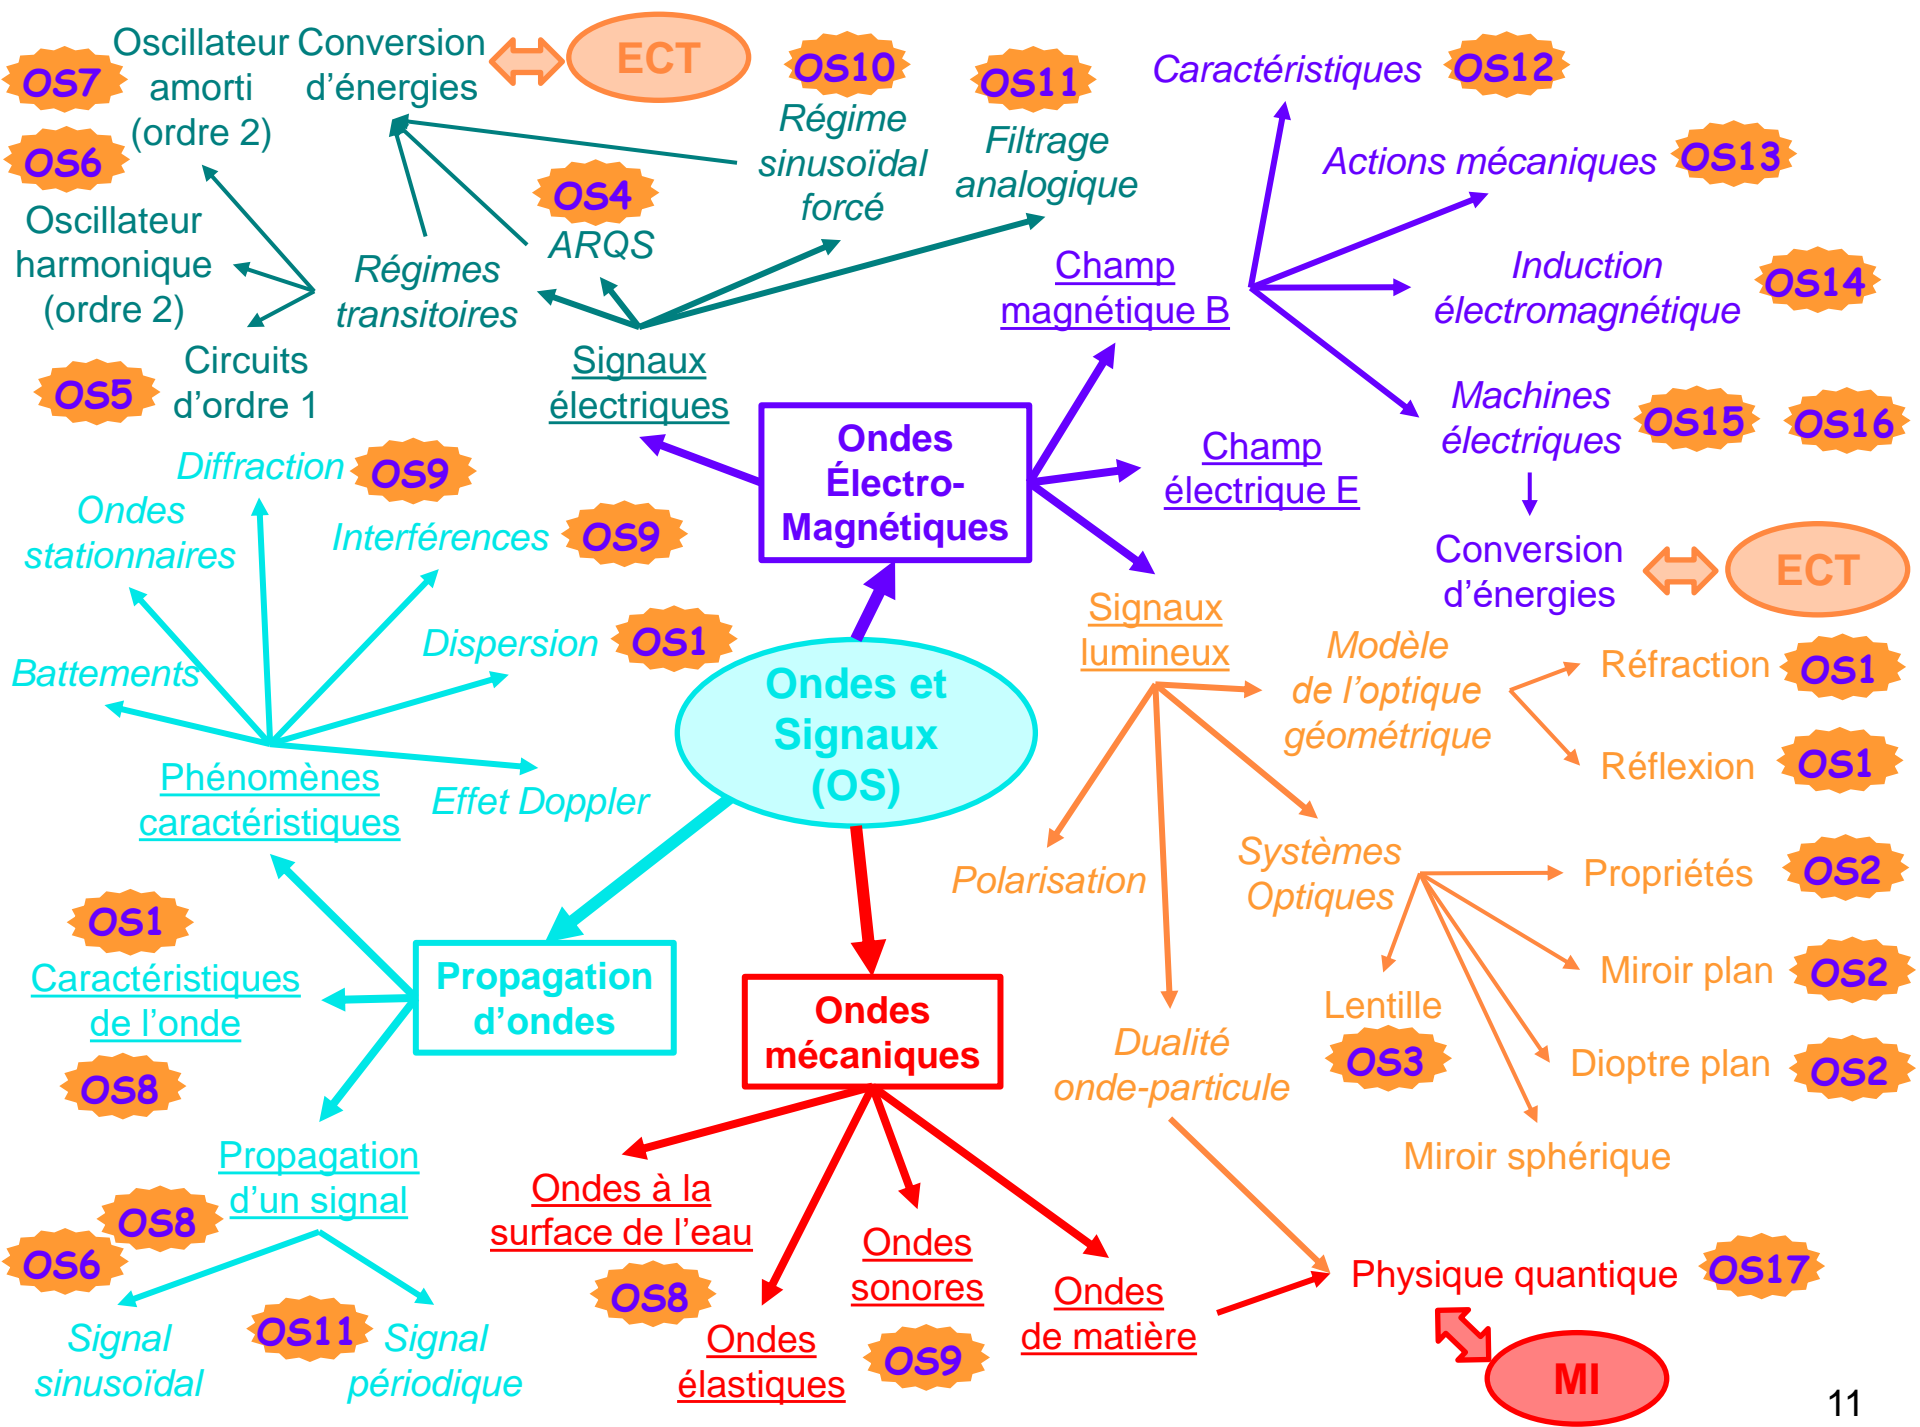 Oscillateur
amorti
(ordre 2)
OS7
OS6
Conversion
d'énergies
ECT
OS10
Régime
sinusoïdal
forcé
OS11
Filtrage
analogique
OS4
ARQS
Oscillateur
harmonique
(ordre 2)
Régimes
transitoires
OS5
Circuits
d'ordre 1
Signaux
électriques
Caractéristiques
OS12
Actions mécaniques
OS13
Champ
magnétique B
Induction
électromagnétique
OS14
Machines
électriques
OS15
OS16
Ondes
Électro-
Magnétiques
Champ
électrique E
Conversion
d'énergies
ECT
Diffraction
OS9
Ondes
stationnaires
Interférences
OS9
Dispersion
OS1
Battements
Effet Doppler
Phénomènes
caractéristiques
Ondes et
Signaux
(OS)
Signaux
lumineux
Modèle
de l'optique
géométrique
Réfraction
OS1
Réflexion
OS1
Polarisation
Systèmes
Optiques
Propriétés
OS2
Miroir plan
OS2
Lentille
OS3
Dioptre plan
OS2
Miroir sphérique
Dualité
onde-particule
OS1
Caractéristiques
de l'onde
OS8
Propagation
d'ondes
Ondes
mécaniques
Propagation
d'un signal
OS8
OS6
Signal
sinusoïdal
OS11
Signal
périodique
Ondes à la
surface de l'eau
OS8
Ondes
élastiques
Ondes
sonores
OS9
Ondes
de matière
Physique quantique
OS17
MI
11